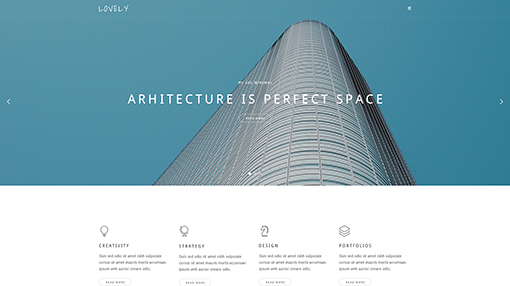 LOVELY
WE ARE MINIMAL
ARHITECTURE IS PERFECT SPACE
READ MORE
CREATIVITY
Duis sed odio sit amet nibh vulputate
cursus sit amet mauris morbi accumsan
ipsum velit auctor ornare odio.
READ MORE
STRATEGY
Duis sed odio sit amet nibh vulputate
cursus sit amet mauris morbi accumsan
ipsum velit auctor ornare odio.
READ MORE
DESIGN
Duis sed odio sit amet nibh vulputate
cursus sit amet mauris morbi accumsan
ipsum velit auctor ornare odio.
READ MORE
PORTFOLIOS
Duis sed odio sit amet nibh vulputate
cursus sit amet mauris morbi accumsan
ipsum velit auctor ornare odio.
READ MORE